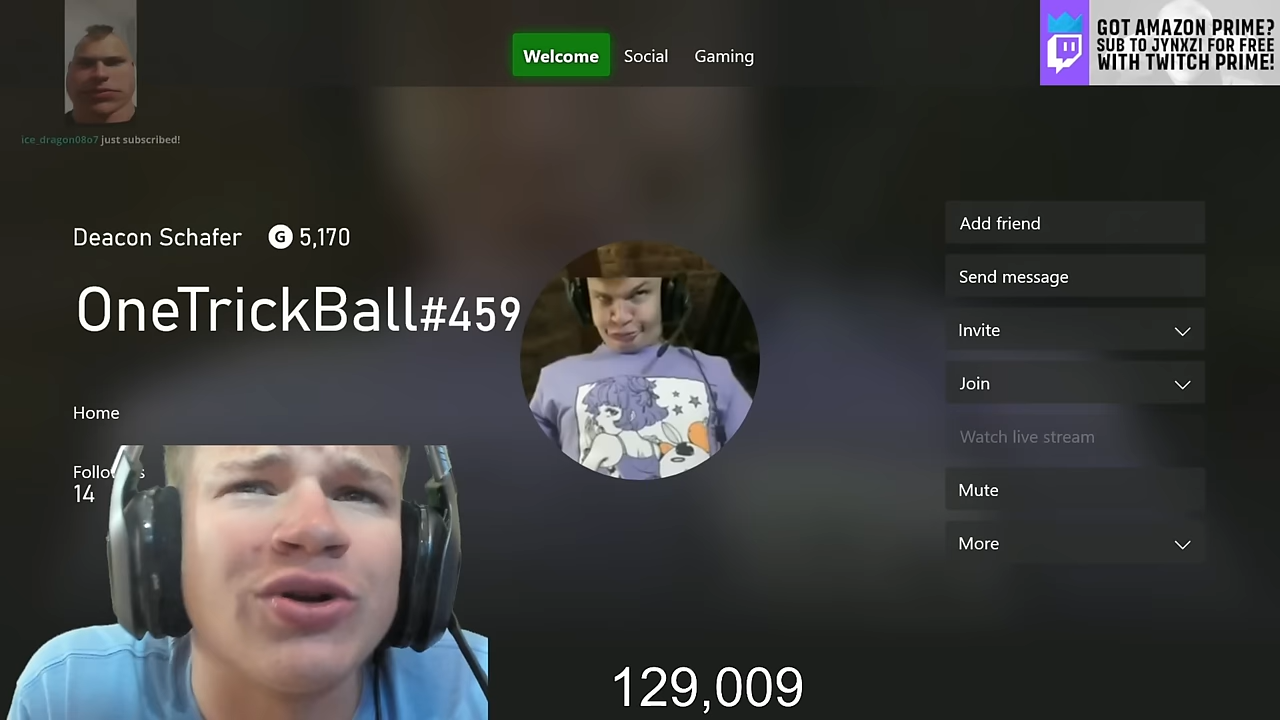 Welcome
Social
Gaming
GOT AMAZON PRIME?
SUB TO JYNXZI FOR FREE
WITH TWITCH PRIME!
ice_dragon08o7 just subscribed!
Deacon Schafer
G 5,170
OneTrickBall#459
Add friend
Send message
Invite
Join
Watch live stream
Mute
More
Home
14
129,009